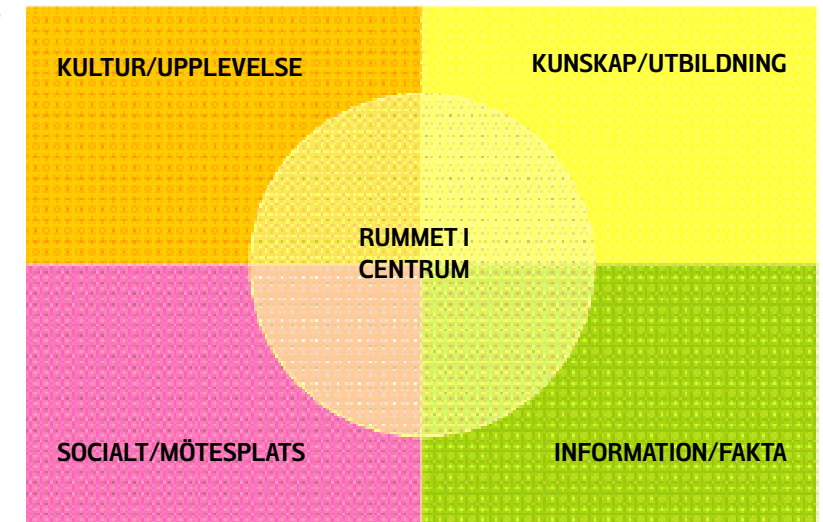 KULTUR/UPPLEVELSE
KUNSKAP/UTBILDNING
RUMMET I
CENTRUM
SOCIALT/MÖTESPLATS
INFORMATION/FAKTA